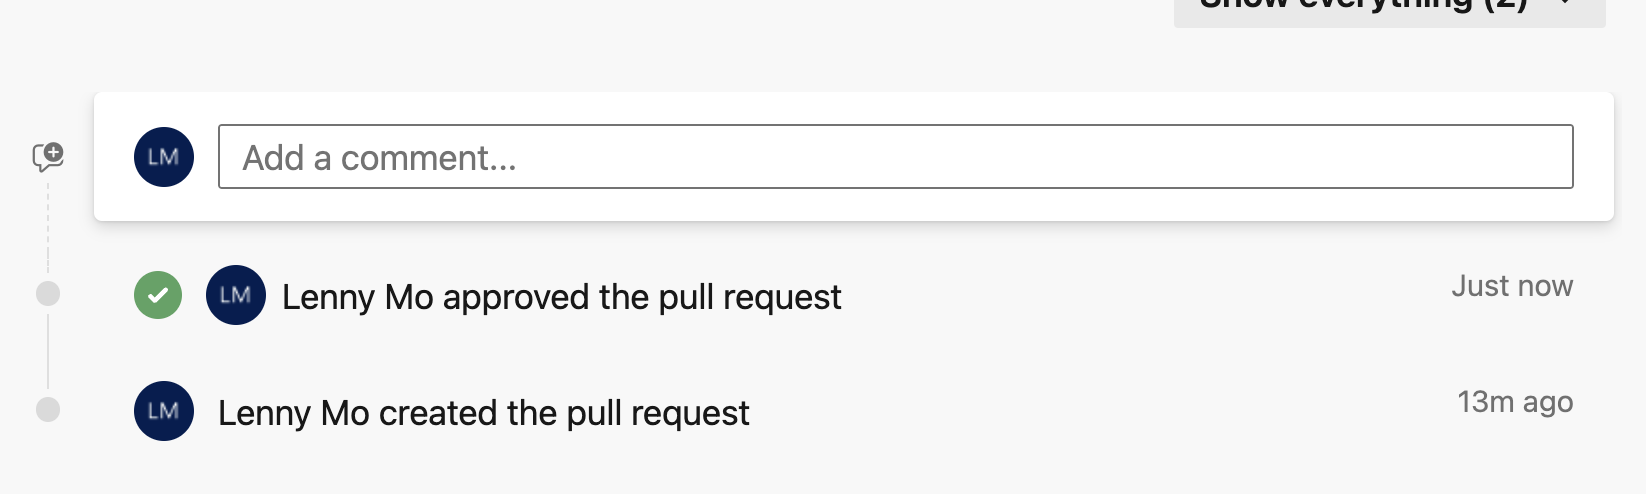 Show everything (2)
LM
Add a comment...
LM
Lenny Mo approved the pull request
Just now
LM
Lenny Mo created the pull request
13m ago